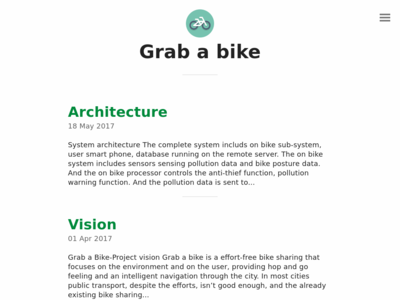 Grab a bike
Architecture
18 May 2017
System architecture The complete system includs on bike sub-system,
user smart phone, database running on the remote server. The on bike
system includes sensors sensing pollution data and bike posture data.
And the on bike processor controls the anti-thief function, pollution
warning function. And the pollution data is sent to...
Vision
01 Apr 2017
Grab a Bike-Project vision Grab a bike is a effort-free bike sharing that
focuses on the environment and on the user, providing hop and go
feeling and an intelligent navigation through the city. In most cities
public transport, despite the efforts, isn’t good enough, and the already
existing bike sharing...